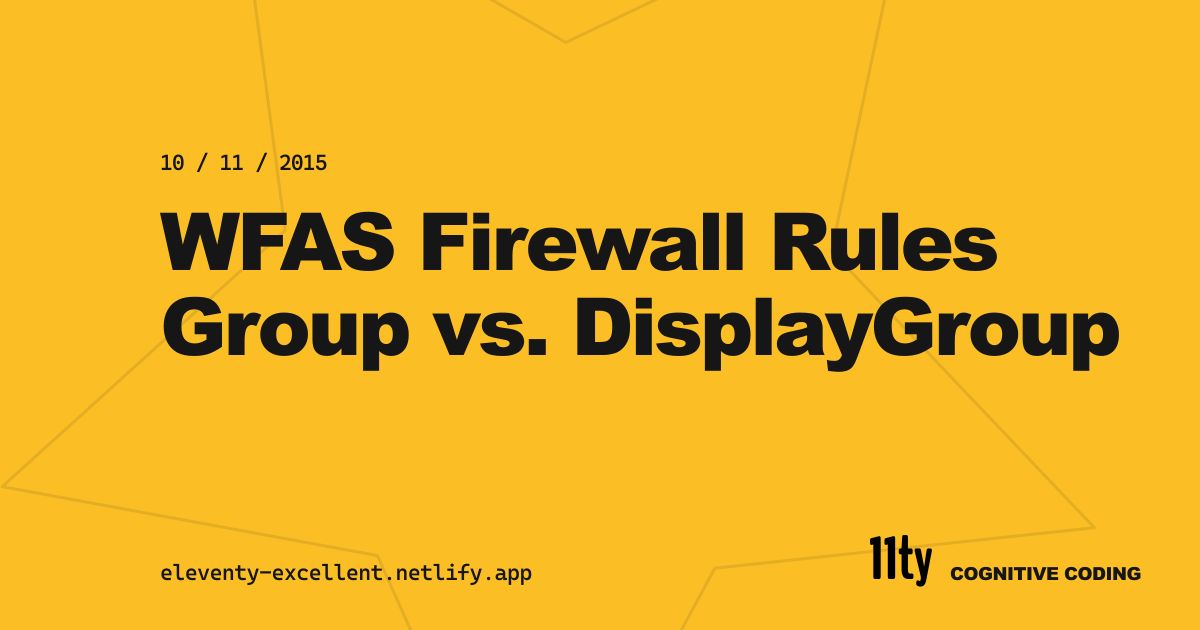 10 / 11 / 2015
WFAS Firewall Rules
Group vs. DisplayGroup
eleventy-excellent.netlify.app
11ty COGNITIVE CODING